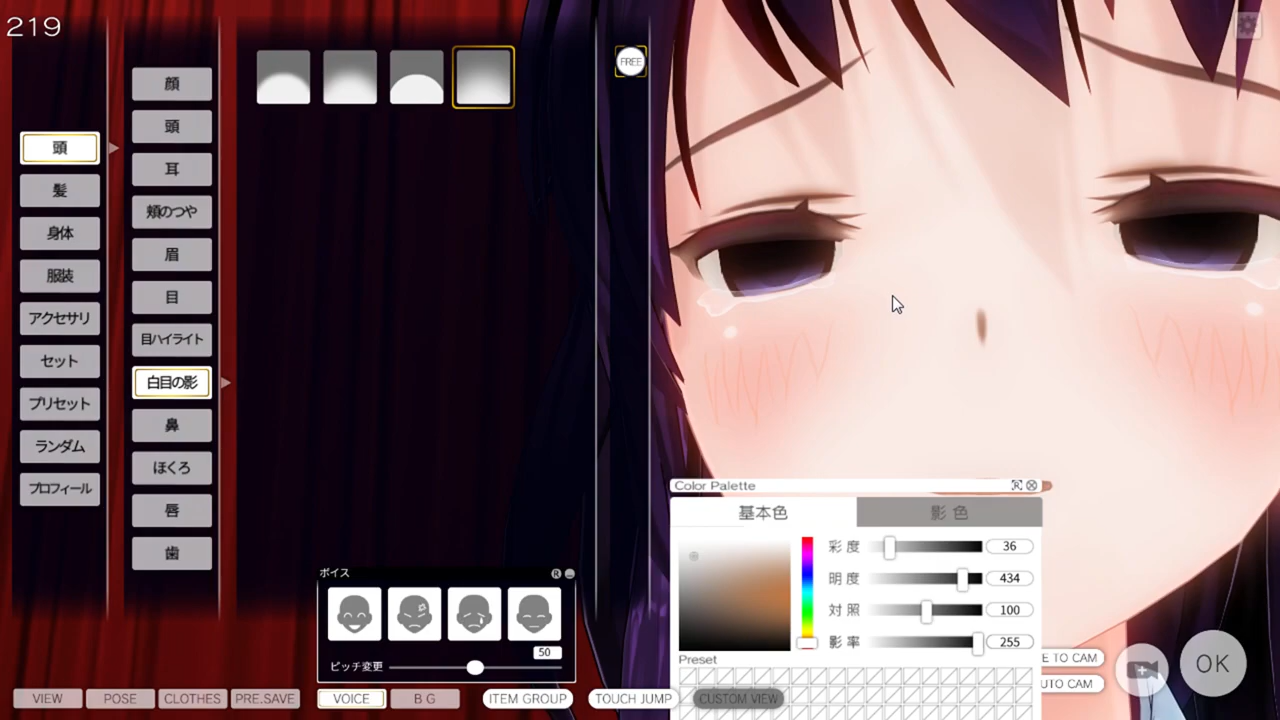 219
頭
髪
身体
服装
アクセサリ
セット
プリセット
ランダム
プロフィール
顔
頭
耳
頬のつや
眉
目
目ハイライト
白目の影
鼻
ほくろ
唇
歯
FREE
ボイス
R
50
ピッチ変更
Color Palette
基本色
影色
彩度 36
明度 434
対照 100
影率 255
Preset
E TO CAM
UTO CAM
OK
VIEW
POSE
CLOTHES
PRE.SAVE
VOICE
BG
ITEM GROUP
TOUCH JUMP
CUSTOM VIEW